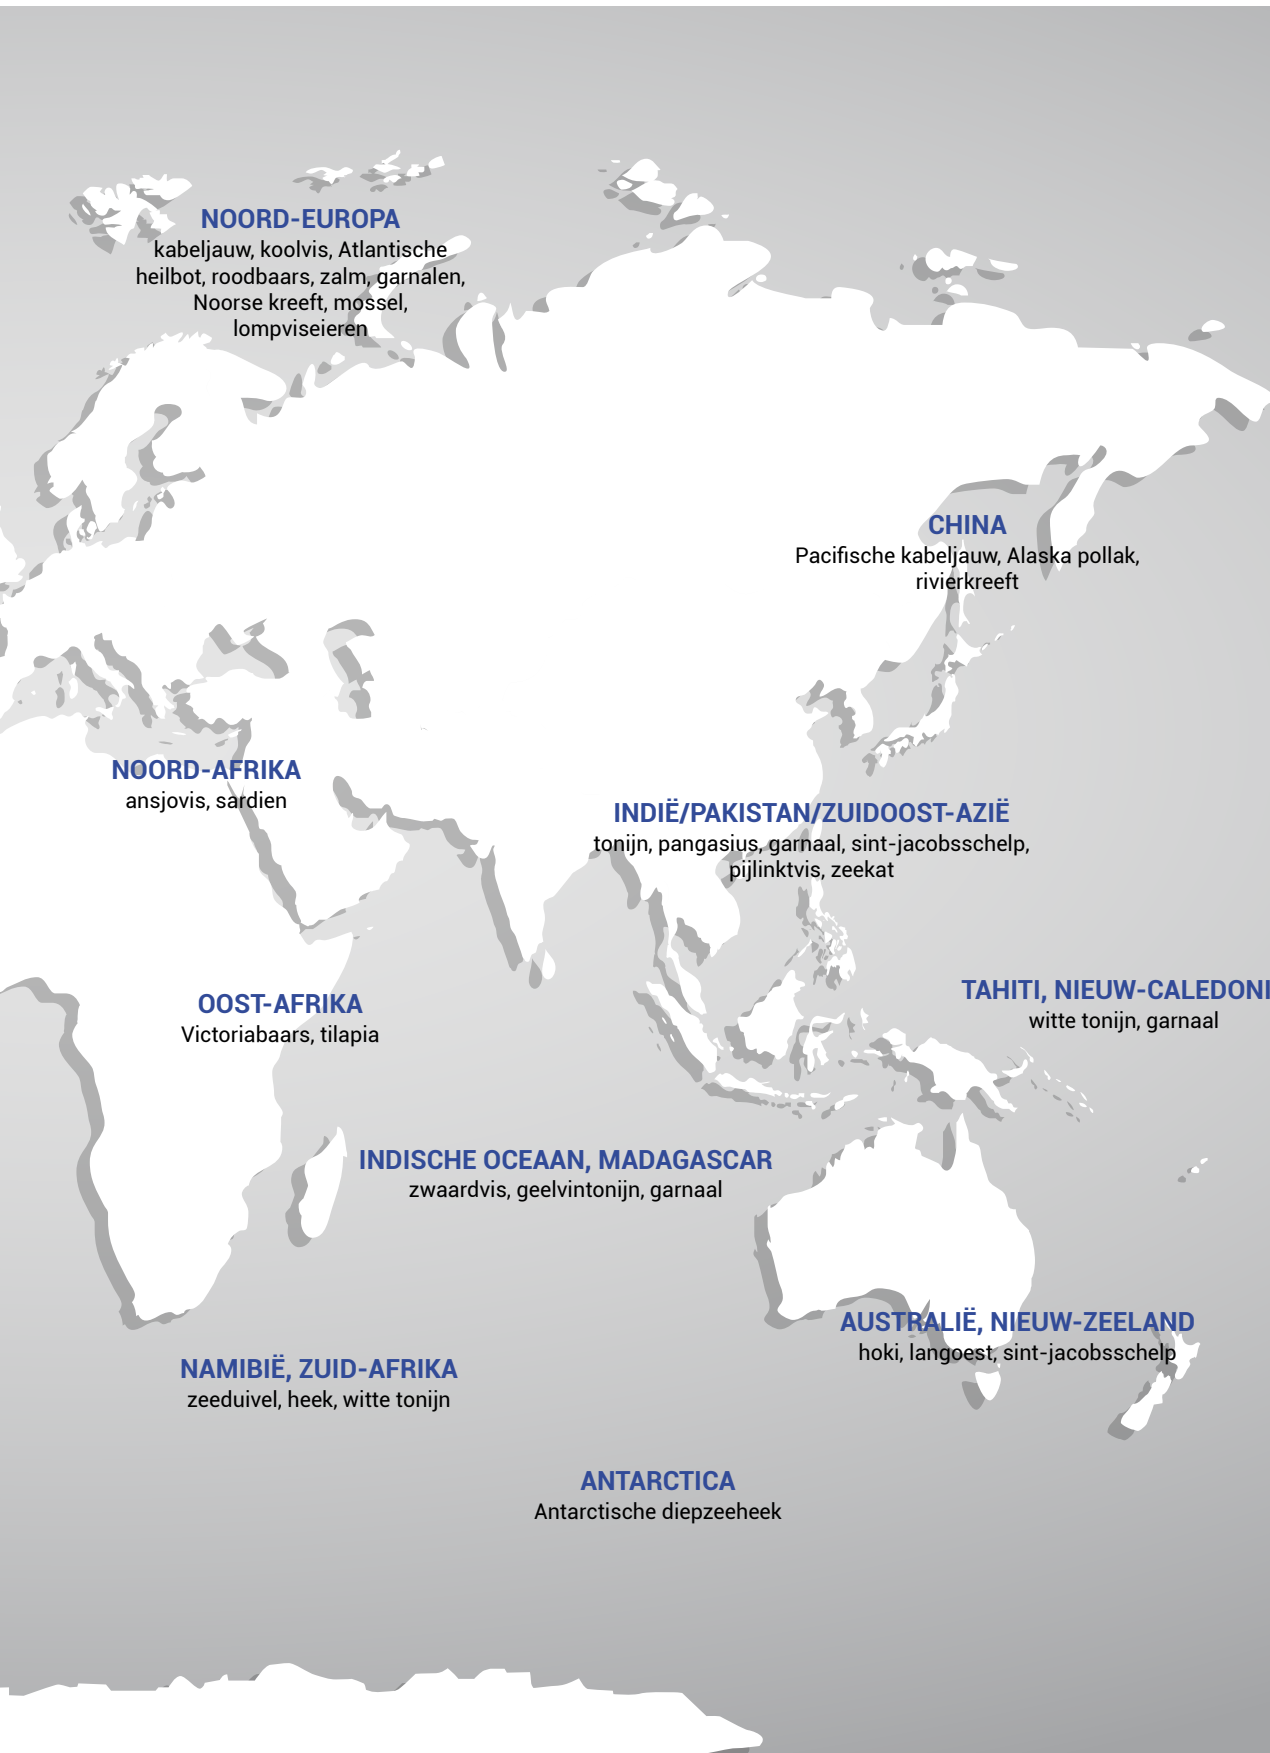 NOORD-EUROPA
kabeljauw, koolvis, Atlantische
heilbot, roodbaars, zalm, garnalen,
Noorse kreeft, mossel,
lompviseieren
CHINA
Pacifische kabeljauw, Alaska pollak,
rivierkreeft
NOORD-AFRIKA
ansjovis, sardien
INDIË/PAKISTAN/ZUIDOOST-AZIË
tonijn, pangasius, garnaal, sint-jacobsschelp,
pijlinktvis, zeekat
OOST-AFRIKA
Victoriabaars, tilapia
TAHITI, NIEUW-CALEDONI
witte tonijn, garnaal
INDISCHE OCEAAN, MADAGASCAR
zwaardvis, geelvintonijn, garnaal
AUSTRALIË, NIEUW-ZEELAND
hoki, langoest, sint-jacobsschelp
NAMIBIË, ZUID-AFRIKA
zeeduivel, heek, witte tonijn
ANTARCTICA
Antarctische diepzeeheek